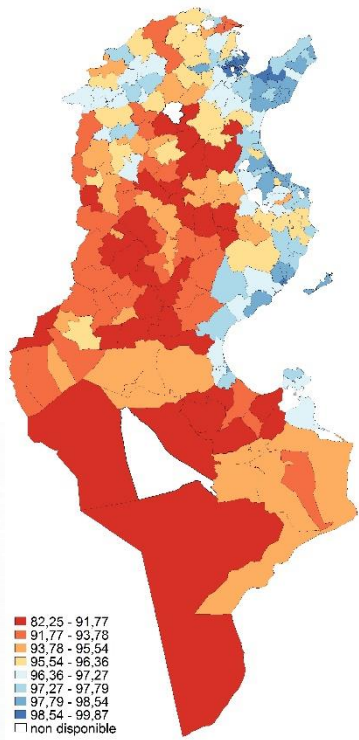 82,25 - 91,77
91,77 - 93,78
93,78 - 95,54
95,54 - 96,36
96,36 - 97,27
97,27 - 97,79
97,79 - 98,54
98,54 - 99,87
non disponible